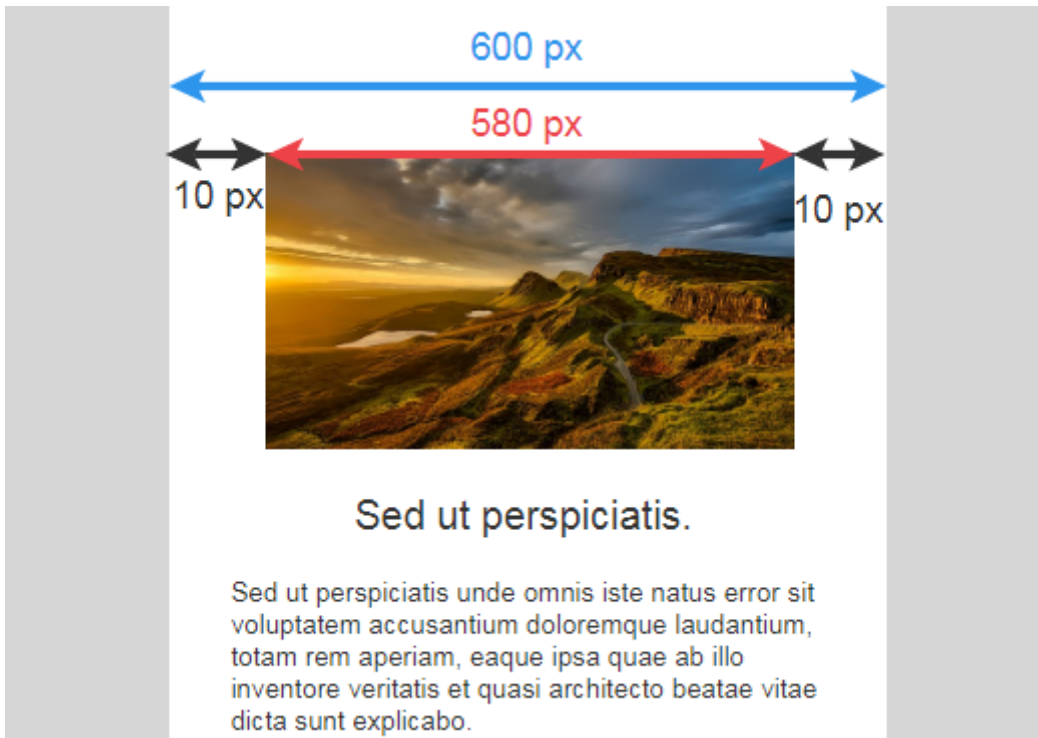 600 px
580 px
10 px
10 px
Sed ut perspiciatis.
Sed ut perspiciatis unde omnis iste natus error sit
voluptatem accusantium doloremque laudantium,
totam rem aperiam, eaque ipsa quae ab illo
inventore veritatis et quasi architecto beatae vitae
dicta sunt explicabo.